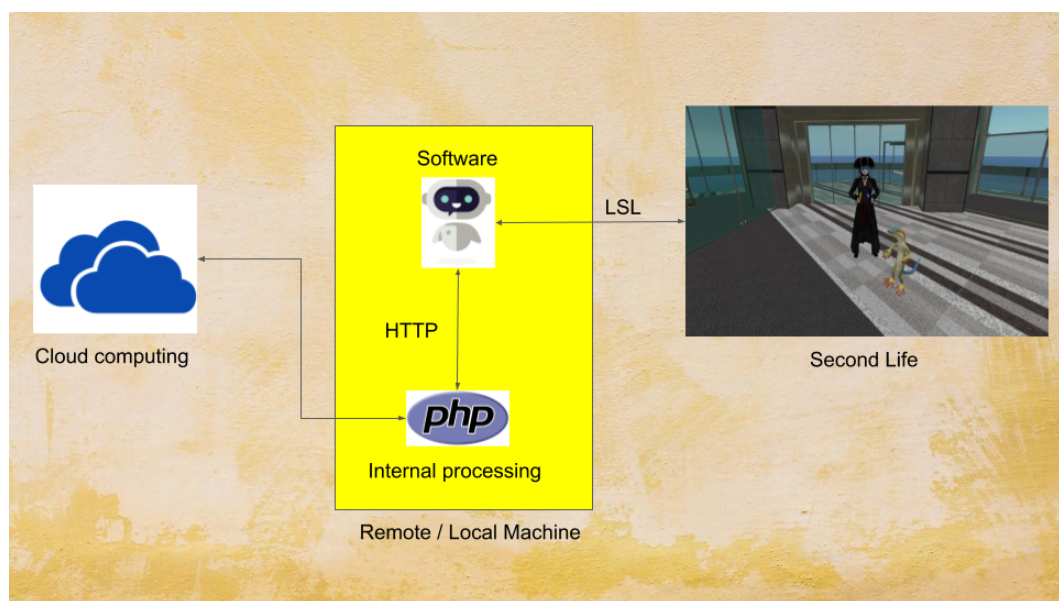 Software
LSL
HTTP
Cloud computing
Second Life
php
Internal processing
Remote / Local Machine